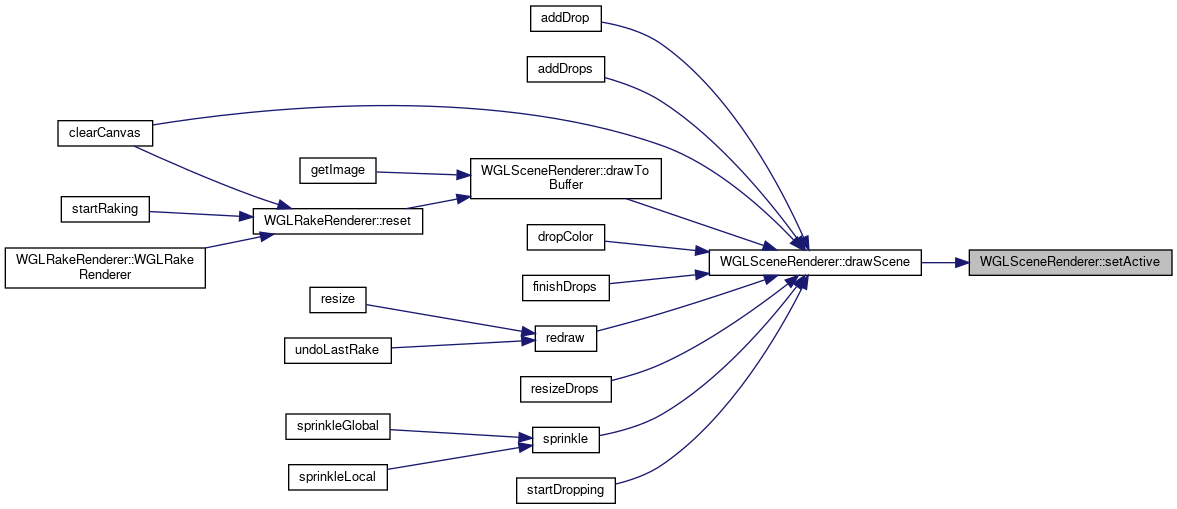 addDrop
addDrops
clearCanvas
getImage
WGLSceneRenderer::drawTo
Buffer
startRaking
WGLRakeRenderer::reset
dropColor
WGLRakeRenderer::WGLRake
Renderer
WGLSceneRenderer::drawScene
WGLSceneRenderer::setActive
finishDrops
resize
redraw
undoLastRake
resizeDrops
sprinkleGlobal
sprinkle
sprinkleLocal
startDropping